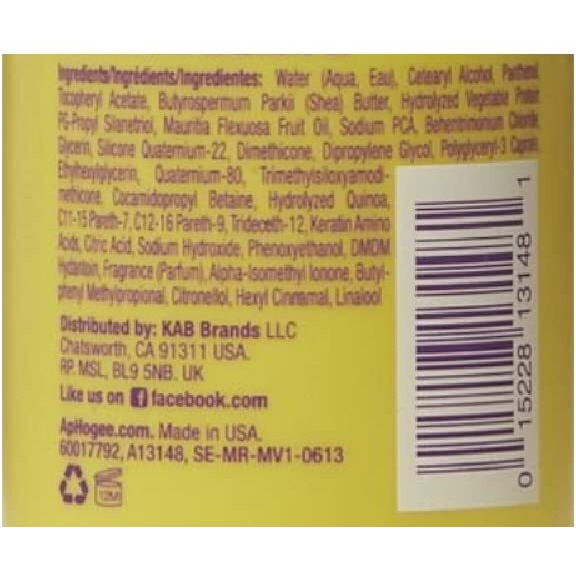 Ingredients/Ingrédients/Ingredientes: Water (Aqua, Eau), Cetearyl Alcohol, Panthenol,
Tocopheryl Acetate, Butyrospermum Parkii (Shea) Butter, Hydrolyzed Vegetable Protein
PG-Propyl Silanetriol, Mauritia Flexuosa Fruit Oil, Sodium PCA, Behentrimonium Chloride,
Glycerin, Silicone Quaternium-22, Dimethicone, Dipropylene Glycol, Polyglyceryl-3 Caprate,
Ethylhexylglycerin, Quaternium-80, Trimethylsiloxyamodi-
methicone, Cocamidopropyl Betaine, Hydrolyzed Quinoa,
C11-15 Pareth-7, C12-16 Pareth-9, Trideceth-12, Keratin Amino
Acids, Citric Acid, Sodium Hydroxide, Phenoxyethanol, DMDM
Hydantoin, Fragrance (Parfum), Alpha-Isomethyl Ionone, Butyl-
phenyl Methylpropional, Citronellol, Hexyl Cinnamal, Linalool
Distributed by: KAB Brands LLC
Chatsworth, CA 91311 USA.
RP. MSL, BL9 5NB. UK
Like us on facebook.com
ApHogee.com. Made in USA.
60017792, A13148, SE-MR-MV1-0613
12M
0 15228 13148 1